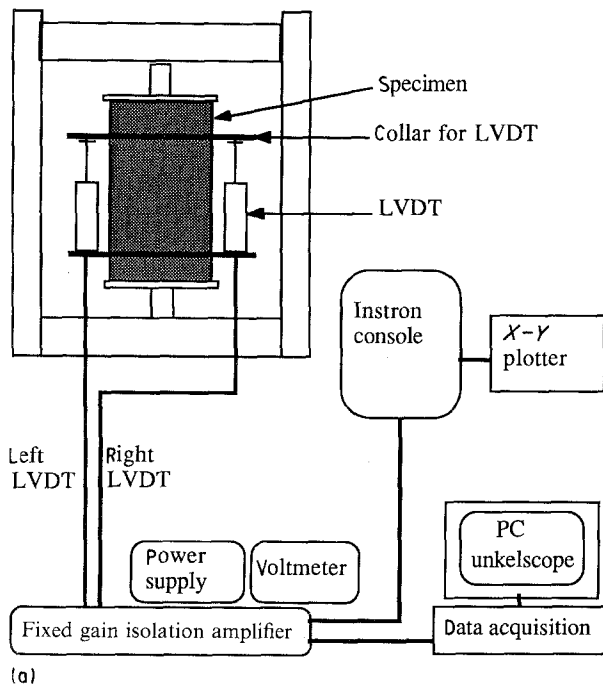 Specimen
Collar for LVDT
LVDT
Instron
console
X-Y
plotter
Left
LVDT
Right
LVDT
Power
supply
Voltmeter
PC
unkelscope
Fixed gain isolation amplifier
Data acquisition
(a)